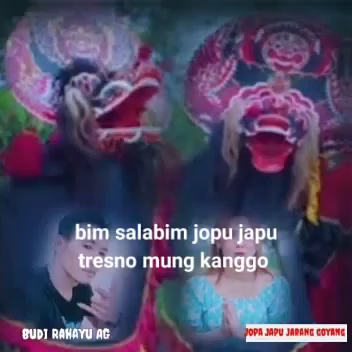 bim salabim jopu japu
tresno mung kanggo
BUDI RAHAYU AG
JOPA JAPU JARANG GOYANG